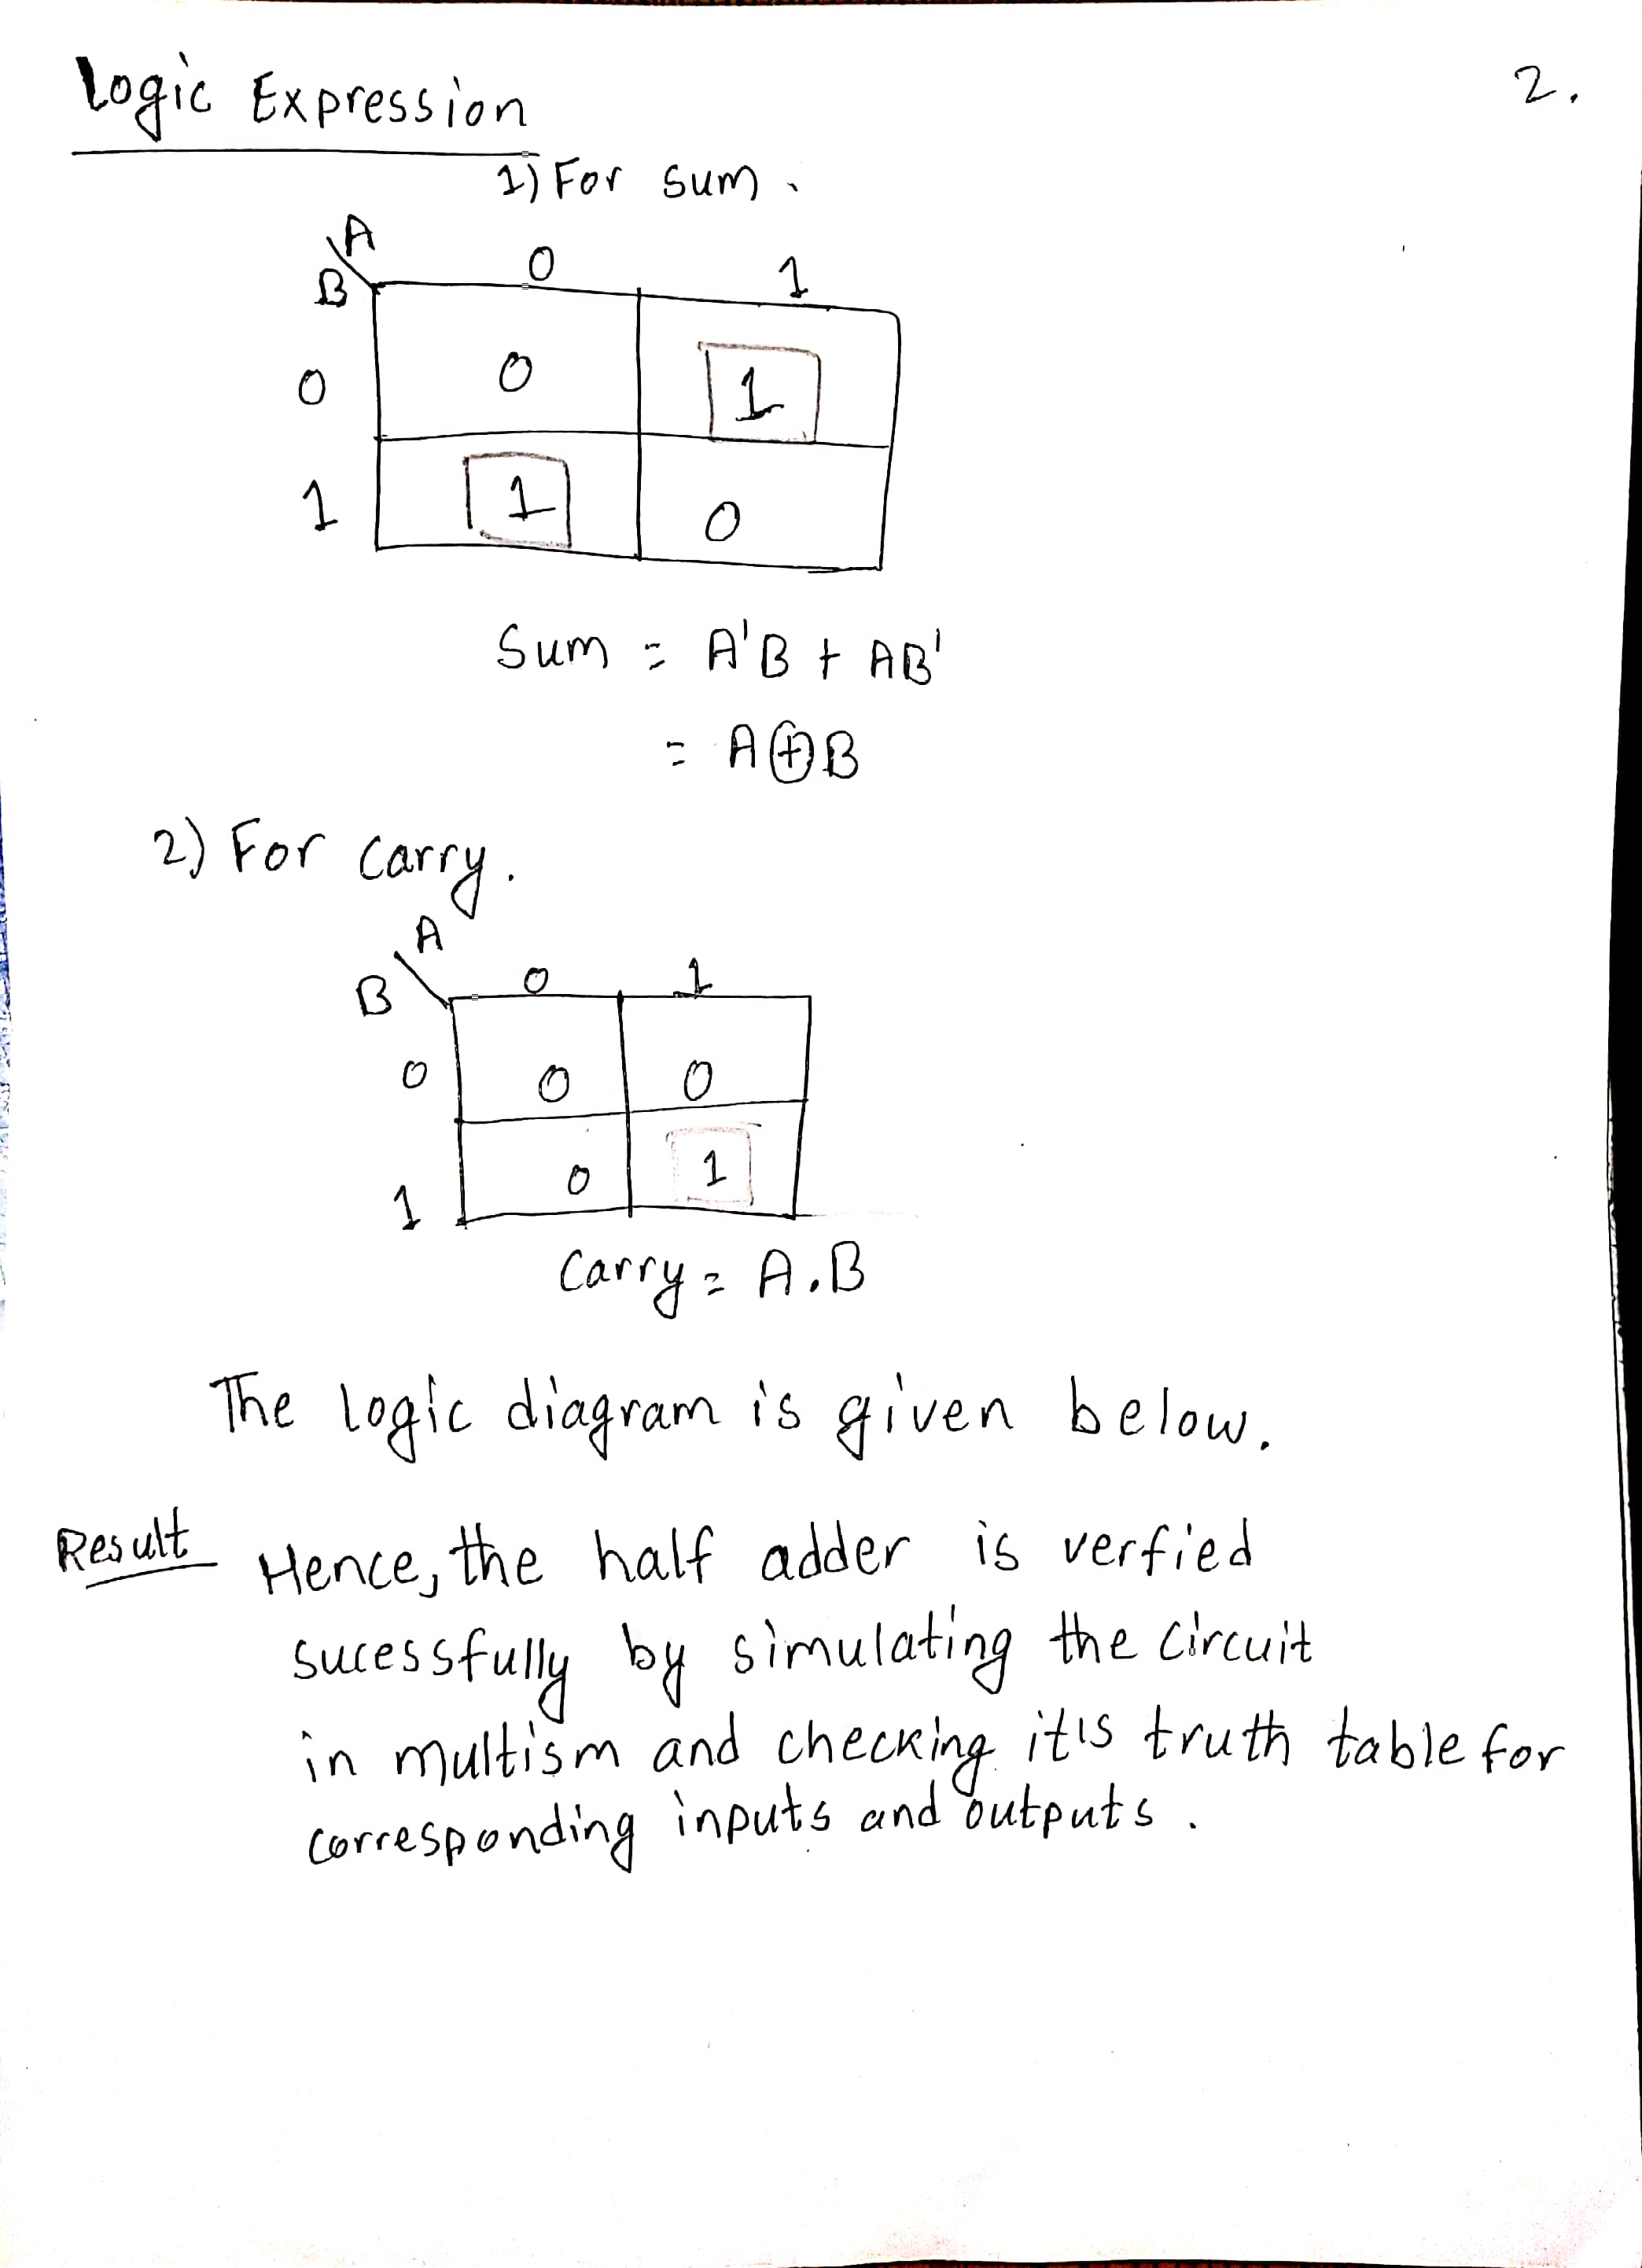 Logic Expression
2.
1) For sum.
A
B
0 1
0 0 1
1 1 0
Sum = A'B + AB'
= A⊕B
2) For carry.
A
B
0 1
0 0 0
1 0 1
Carry = A.B
The logic diagram is given below.
Result
Hence, the half adder is verfied
sucessfully by simulating the circuit
in multism and checking it's truth table for
corresponding inputs and outputs.